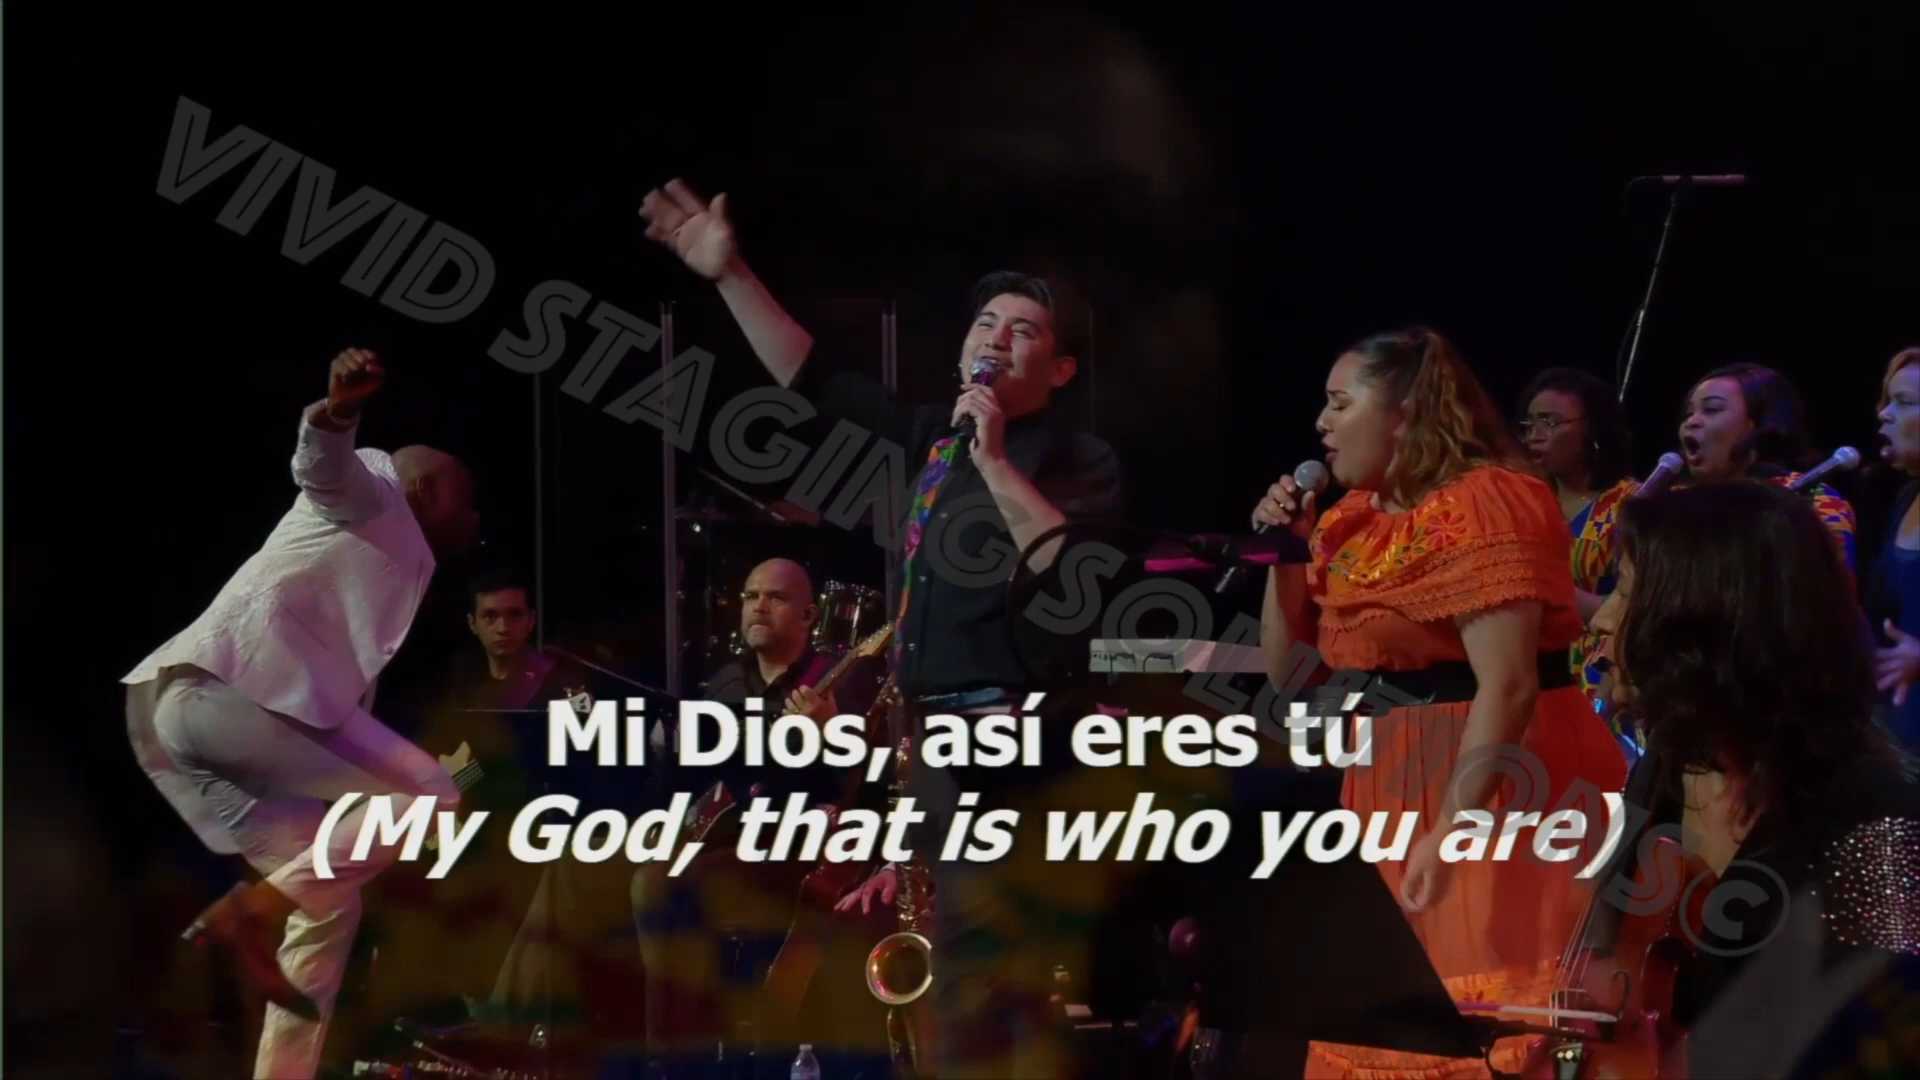 VIVID STAGING SOLUTIONS©
Mi Dios, así eres tú
(My God, that is who you are)